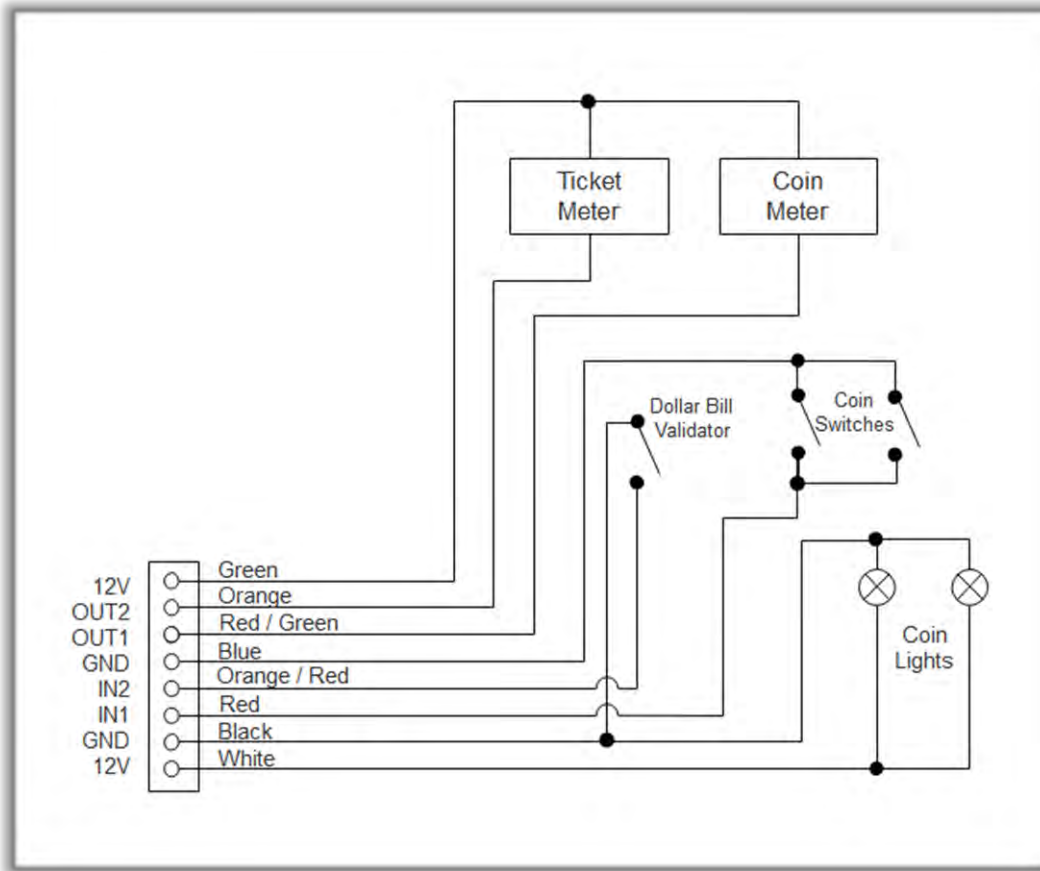 Ticket
Meter
Coin
Meter
Dollar Bill
Validator
Coin
Switches
12V
Green
OUT2
Orange
OUT1
Red / Green
GND
Blue
IN2
Orange / Red
IN1
Red
GND
Black
12V
White
Coin
Lights